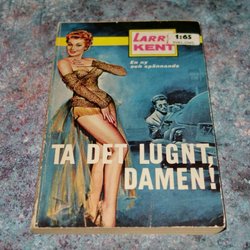 LARRY
KENT
1:65
En ny
och spännande
TA DET LUGNT,
DAMEN!